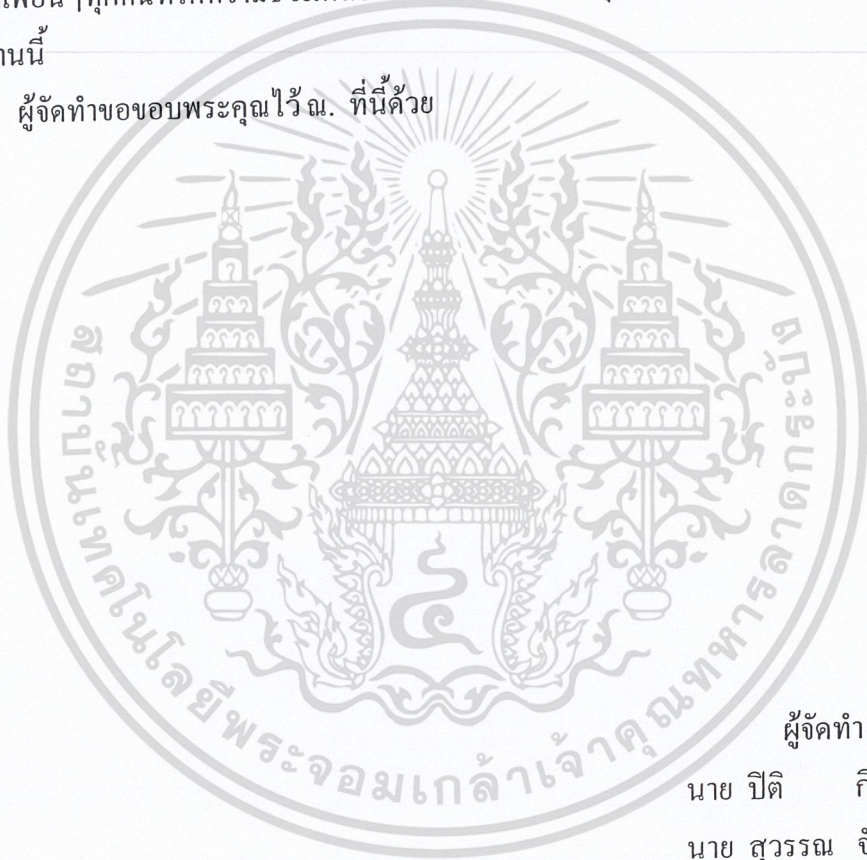 านนี้
ผู้จัดทำขอขอบพระคุณไว้ ณ. ที่นี้ด้วย
สถาบันเทคโนโลยีพระจอมเกล้าเจ้าคุณทหารลาดกระบัง
๔
ผู้จัดทำ
นาย ปิติ
นาย สุวรรณ